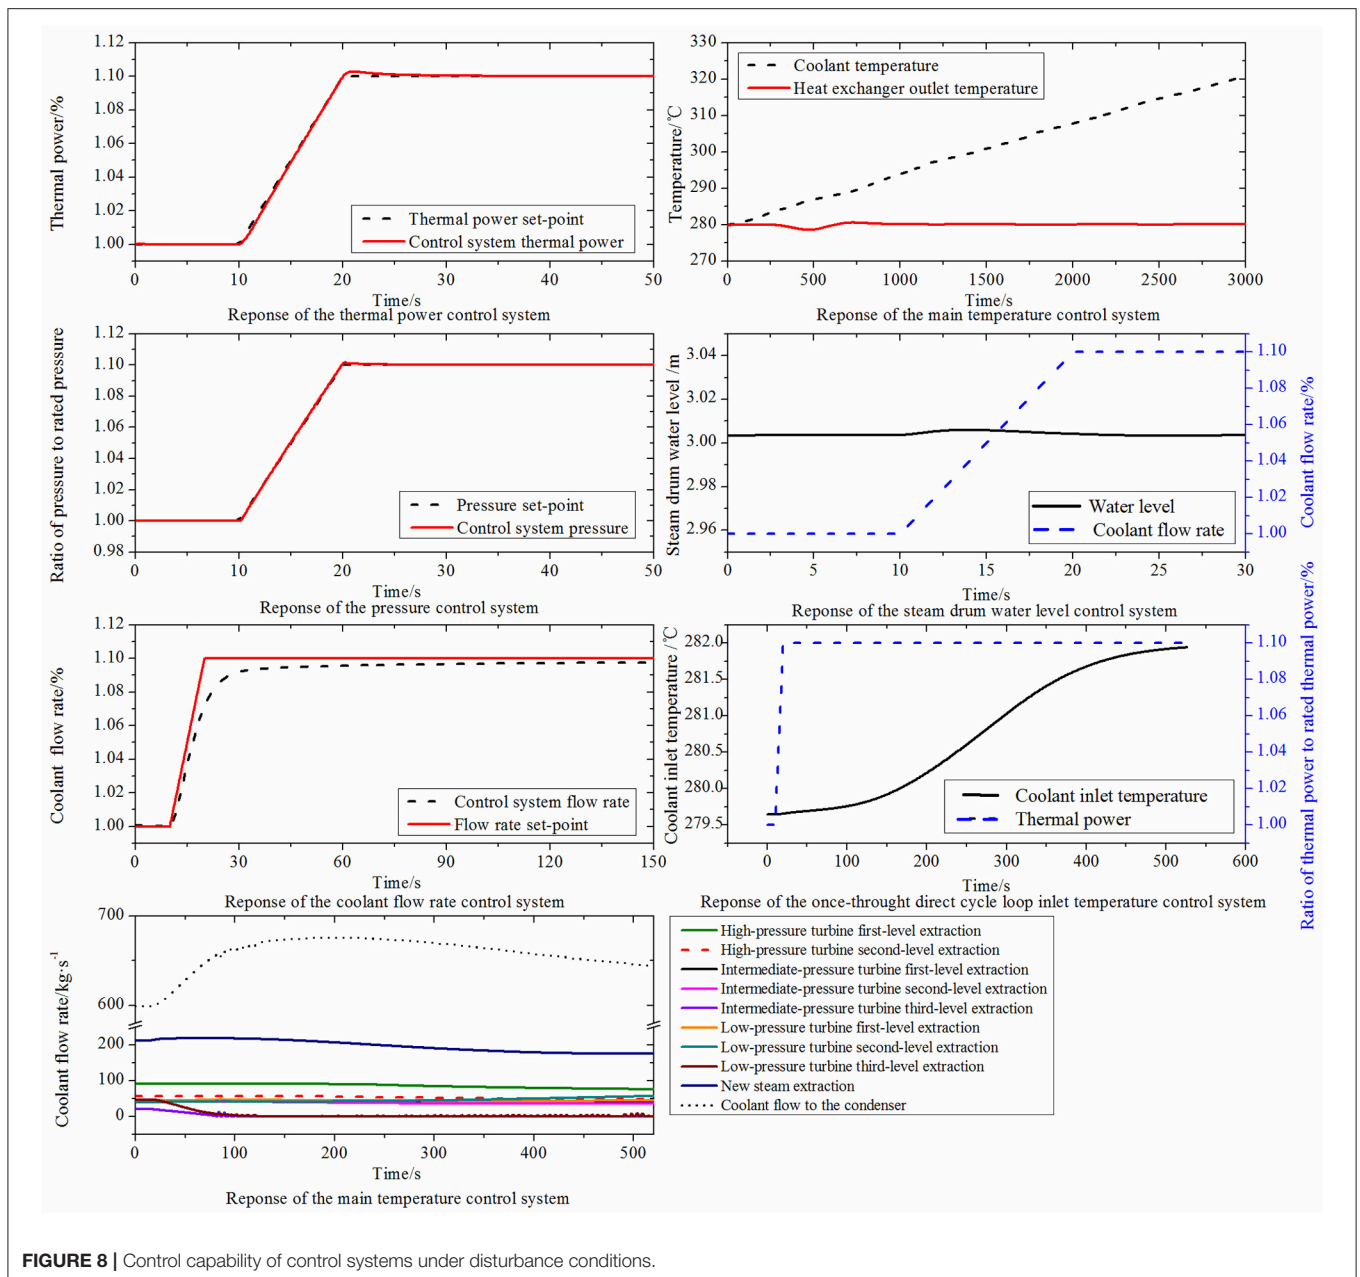 1.12
1.10
1.08
1.06
1.04
1.02
1.00
Thermal power/%
Thermal power set-point
Control system thermal power
0 10 20 30 40 50
Time/s
Reponse of the thermal power control system
330
320
310
300
290
280
270
Temperature/℃
Coolant temperature
Heat exchanger outlet temperature
0 500 1000 1500 2000 2500 3000
Time/s
Reponse of the main temperature control system
1.12
1.10
1.08
1.06
1.04
1.02
1.00
0.98
Ratio of pressure to rated pressure
Pressure set-point
Control system pressure
0 10 20 30 40 50
Time/s
Reponse of the pressure control system
3.04
3.02
3.00
2.98
2.96
Steam drum water level /m
Water level
Coolant flow rate
1.10
1.08
1.06
1.04
1.02
1.00
Coolant flow rate/%
0 5 10 15 20 25 30
Time/s
Reponse of the steam drum water level control system
1.12
1.10
1.08
1.06
1.04
1.02
1.00
Coolant flow rate/%
Control system flow rate
Flow rate set-point
0 30 60 90 120 150
Time/s
Reponse of the coolant flow rate control system
282.0
281.5
281.0
280.5
280.0
279.5
Coolant inlet temperature /℃
Coolant inlet temperature
Thermal power
1.10
1.08
1.06
1.04
1.02
1.00
Ratio of thermal power to rated thermal power/%
0 100 200 300 400 500 600
Time/s
Reponse of the once-throught direct cycle loop inlet temperature control system
700
600
200
100
0
Coolant flow rate/kg·s⁻¹
0 100 200 300 400 500
Time/s
Reponse of the main temperature control system
High-pressure turbine first-level extraction
High-pressure turbine second-level extraction
Intermediate-pressure turbine first-level extraction
Intermediate-pressure turbine second-level extraction
Intermediate-pressure turbine third-level extraction
Low-pressure turbine first-level extraction
Low-pressure turbine second-level extraction
Low-pressure turbine third-level extraction
New steam extraction
Coolant flow to the condenser
FIGURE 8 | Control capability of control systems under disturbance conditions.